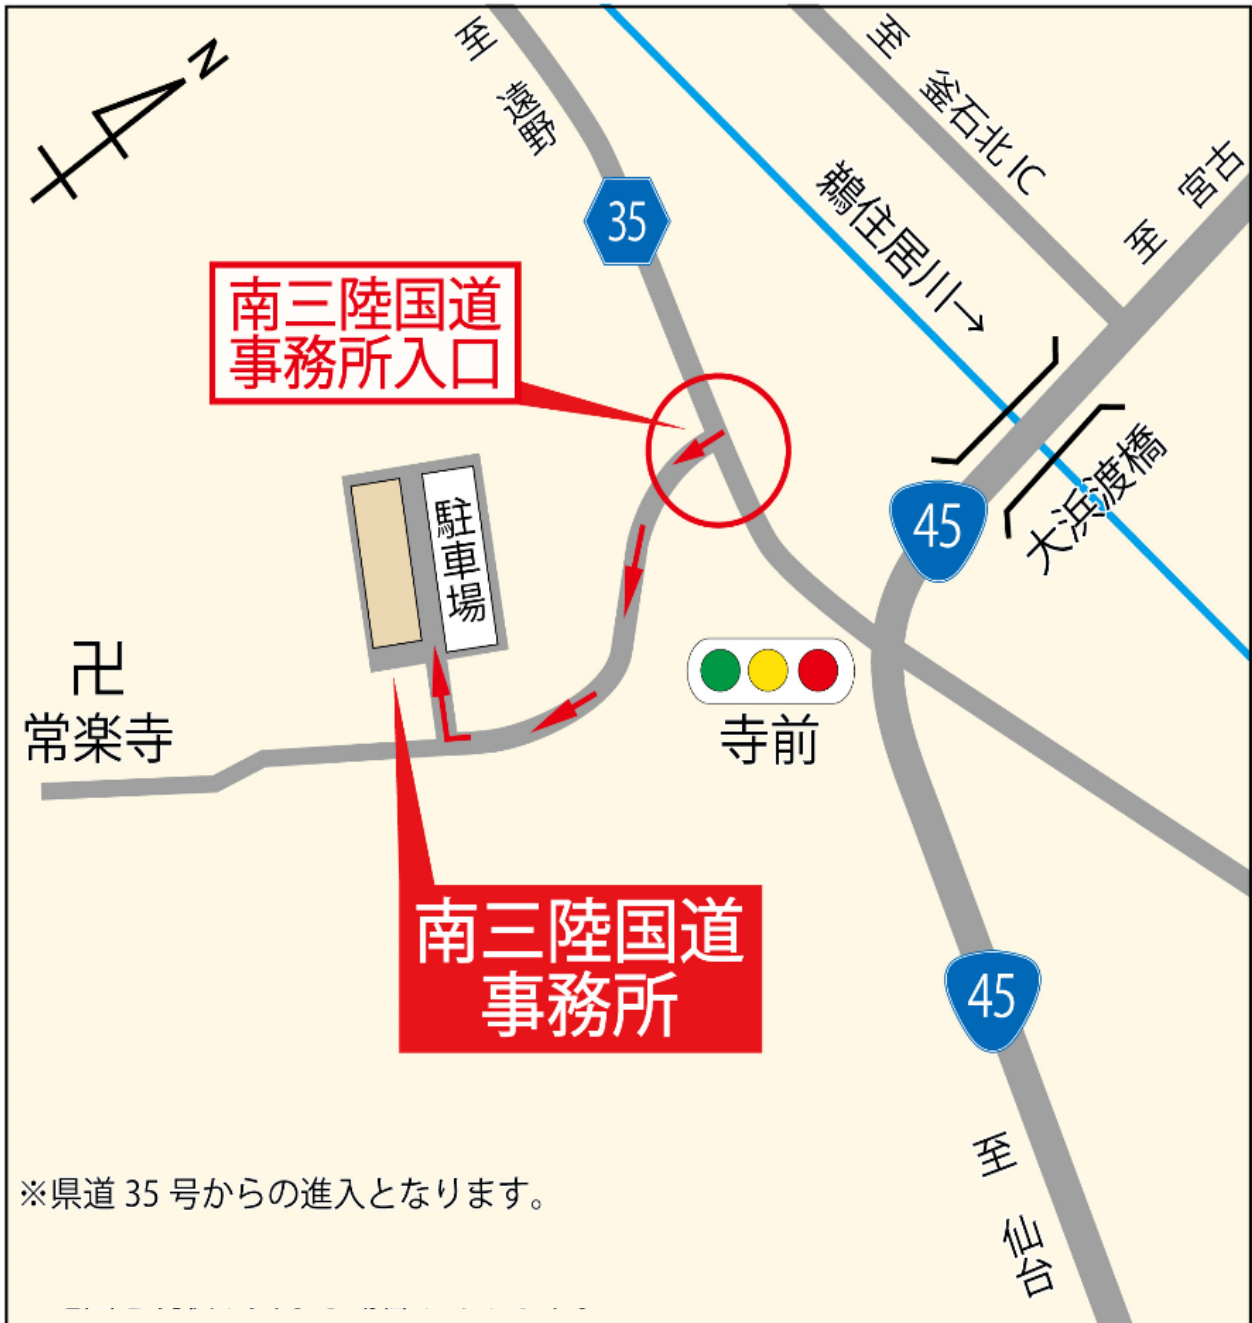 N
至 遠野
至 釜石北IC
至 宮古
35
鵜住居川→
南三陸国道
事務所入口
大浜渡橋
45
駐車場
卍
常楽寺
寺前
南三陸国道
事務所
45
至 仙台
※県道 35 号からの進入となります。